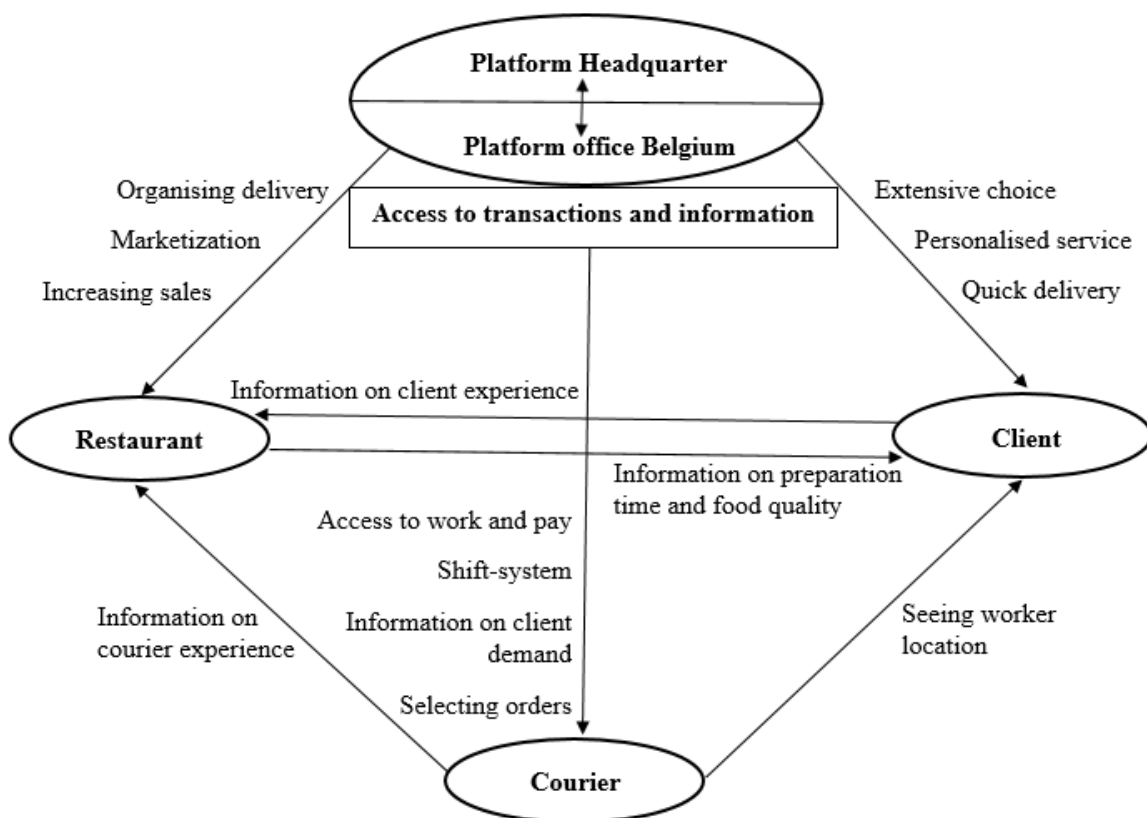 Platform Headquarter
Platform office Belgium
Organising delivery
Extensive choice
Access to transactions and information
Marketization
Personalised service
Increasing sales
Quick delivery
Information on client experience
Restaurant
Client
Information on preparation
time and food quality
Access to work and pay
Shift-system
Information on
courier experience
Information on client
demand
Seeing worker
location
Selecting orders
Courier